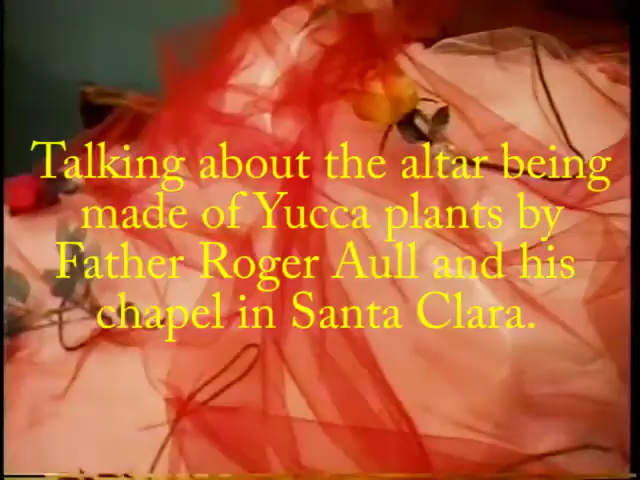 Talking about the altar being
made of Yucca plants by
Father Roger Aull and his
chapel in Santa Clara.